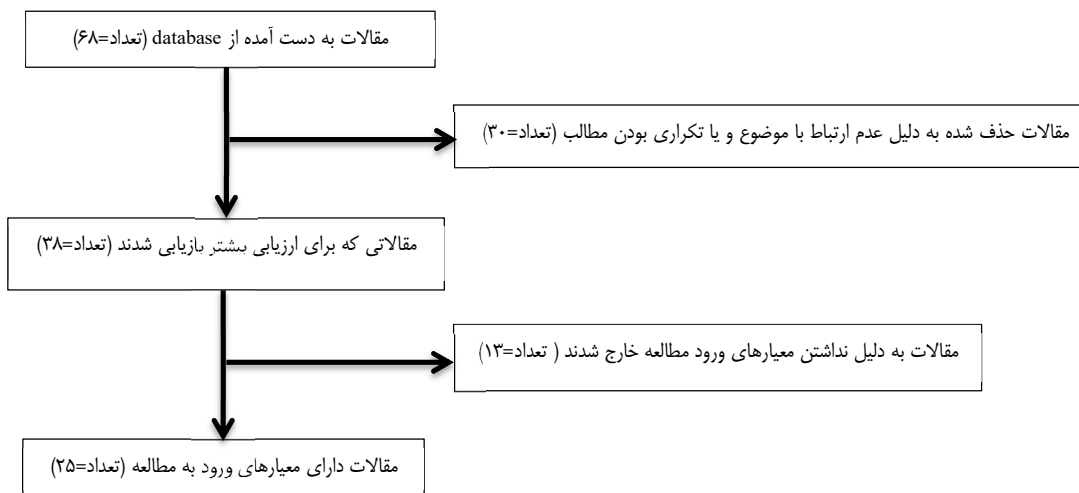 مقالات به دست آمده از database (تعداد=۶۸)
مقالات حذف شده به دلیل عدم ارتباط با موضوع و یا تکراری بودن مطالب (تعداد=۳۰)
مقالاتی که برای ارزیابی بیشتر بازیابی شدند (تعداد=۳۸)
مقالات به دلیل نداشتن معیارهای ورود مطالعه خارج شدند ( تعداد=۱۳)
مقالات دارای معیارهای ورود به مطالعه (تعداد=۲۵)